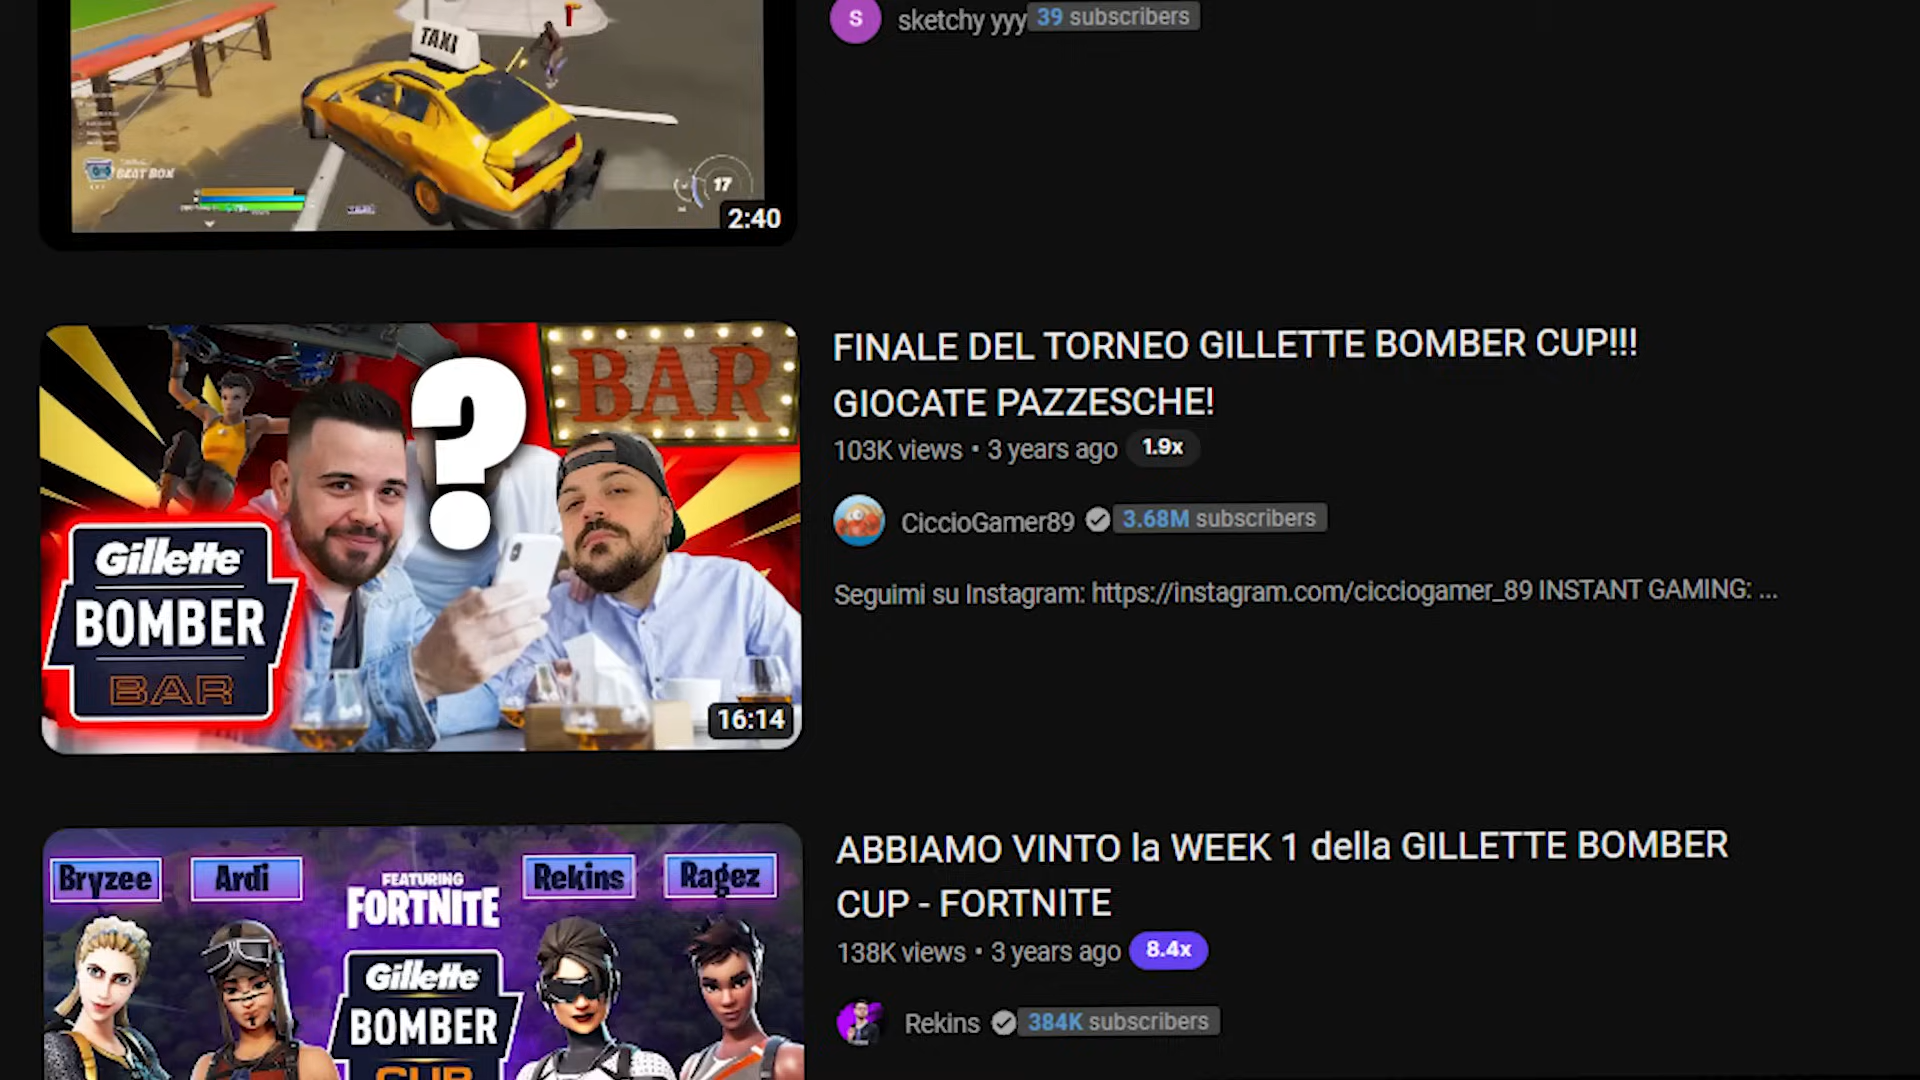 TAXI
BEAT BOX
17
2:40
S
sketchy yyy 39 subscribers
BAR
?
Gillette
BOMBER
BAR
16:14
FINALE DEL TORNEO GILLETTE BOMBER CUP!!!
GIOCATE PAZZESCHE!
103K views • 3 years ago 1.9x
CiccioGamer89 3.68M subscribers
Seguimi su Instagram: https://instagram.com/cicciogamer_89 INSTANT GAMING: ...
Bryzee Ardi Rekins Ragez
FEATURING
FORTNITE
Gillette
BOMBER
CUP
ABBIAMO VINTO la WEEK 1 della GILLETTE BOMBER
CUP - FORTNITE
138K views • 3 years ago 8.4x
Rekins 384K subscribers